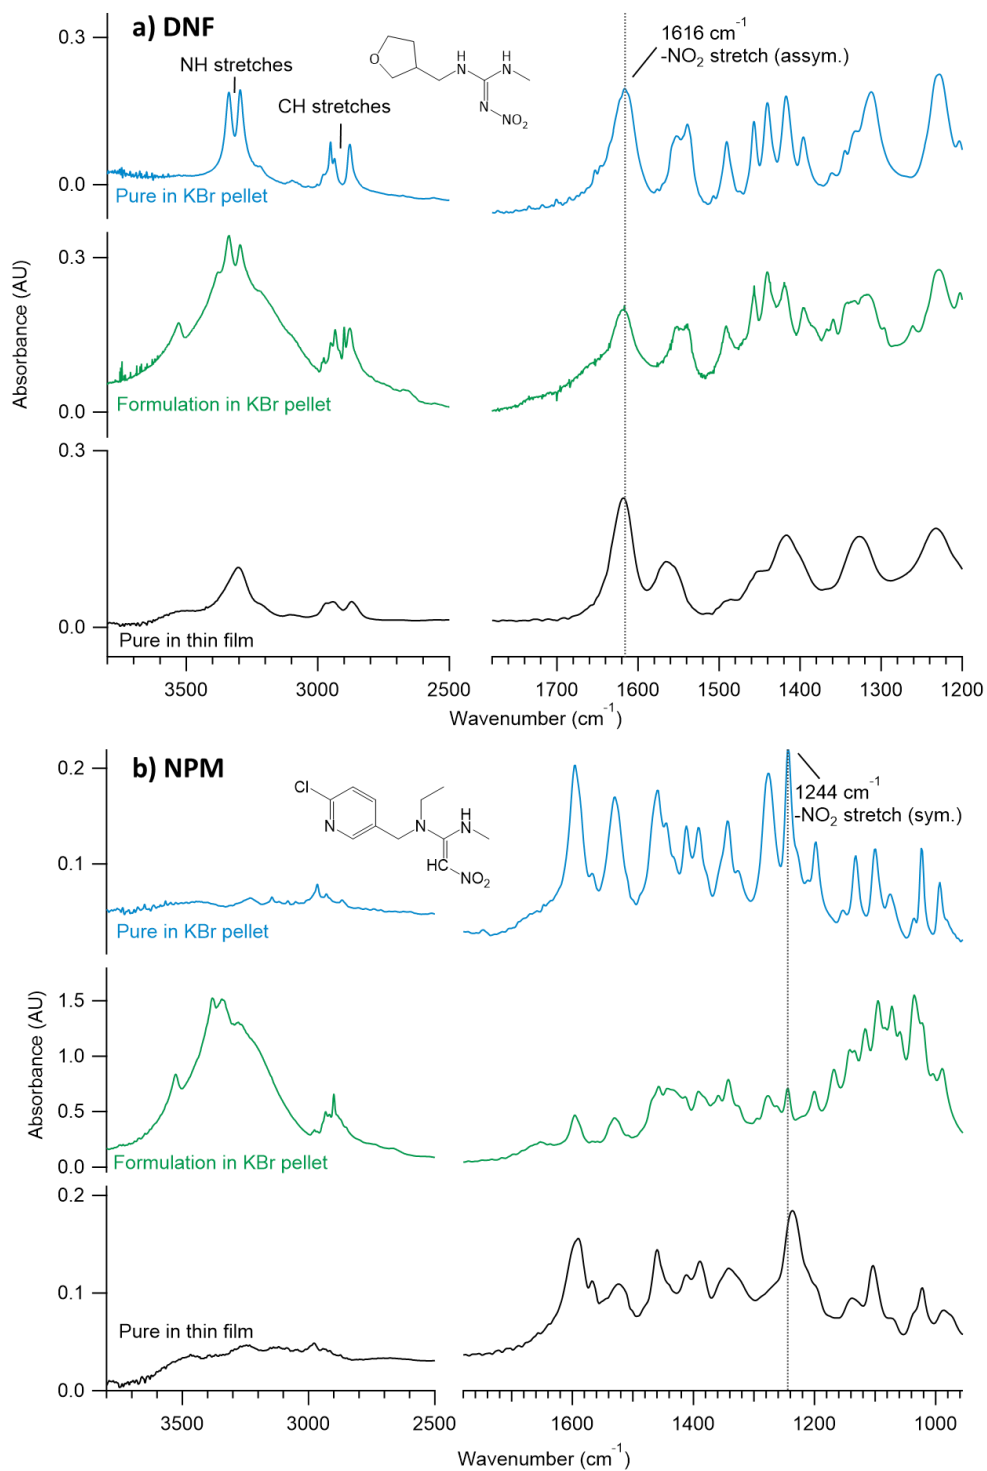 a) DNF
1616 cm⁻¹
-NO₂ stretch (assym.)
NH stretches
CH stretches
O
H
N
H
N
N
NO₂
0.3
0.0
Pure in KBr pellet
0.3
0.0
Formulation in KBr pellet
0.3
0.0
Pure in thin film
Absorbance (AU)
3500 3000 2500 1700 1600 1500 1400 1300 1200
Wavenumber (cm⁻¹)
b) NPM
1244 cm⁻¹
-NO₂ stretch (sym.)
Cl
N
N
H
N
HC
NO₂
0.2
0.1
Pure in KBr pellet
1.5
1.0
0.5
0.0
Formulation in KBr pellet
0.2
0.1
0.0
Pure in thin film
Absorbance (AU)
3500 3000 2500 1600 1400 1200 1000
Wavenumber (cm⁻¹)